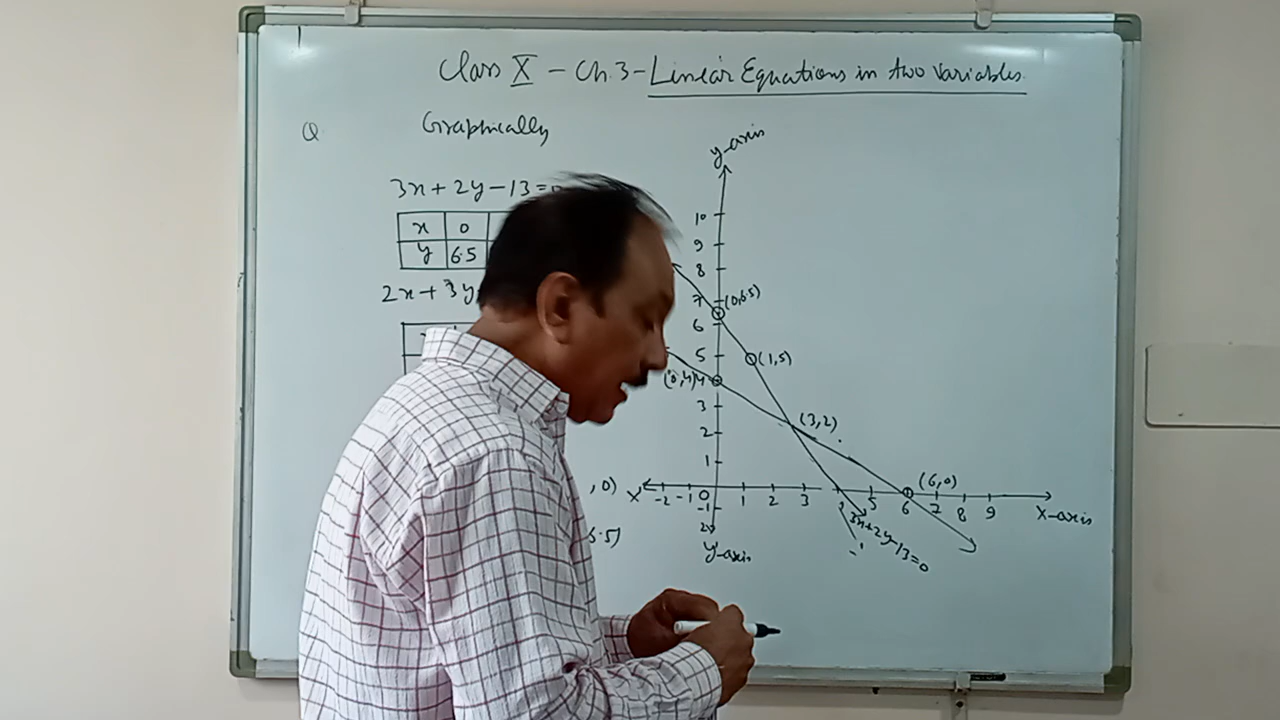 Class X - Ch.3 - Linear Equations in two variables.
Q Graphically
3x + 2y - 13 = 0
x 0
y 6.5
2x + 3y
y-axis
10
9
8
7 (0,6.5)
6
5 (1,5)
(0,4) 4
3 (3,2)
2
1
(6,0)
, 0) X' -2 -1 0 1 2 3 4 5 6 7 8 9 X-axis
-1
3x+2y-13=0
6.5) y'-axis